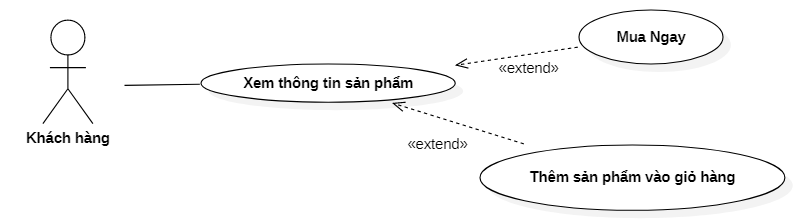 Mua Ngay
«extend»
Xem thông tin sản phẩm
Khách hàng
«extend»
Thêm sản phẩm vào giỏ hàng